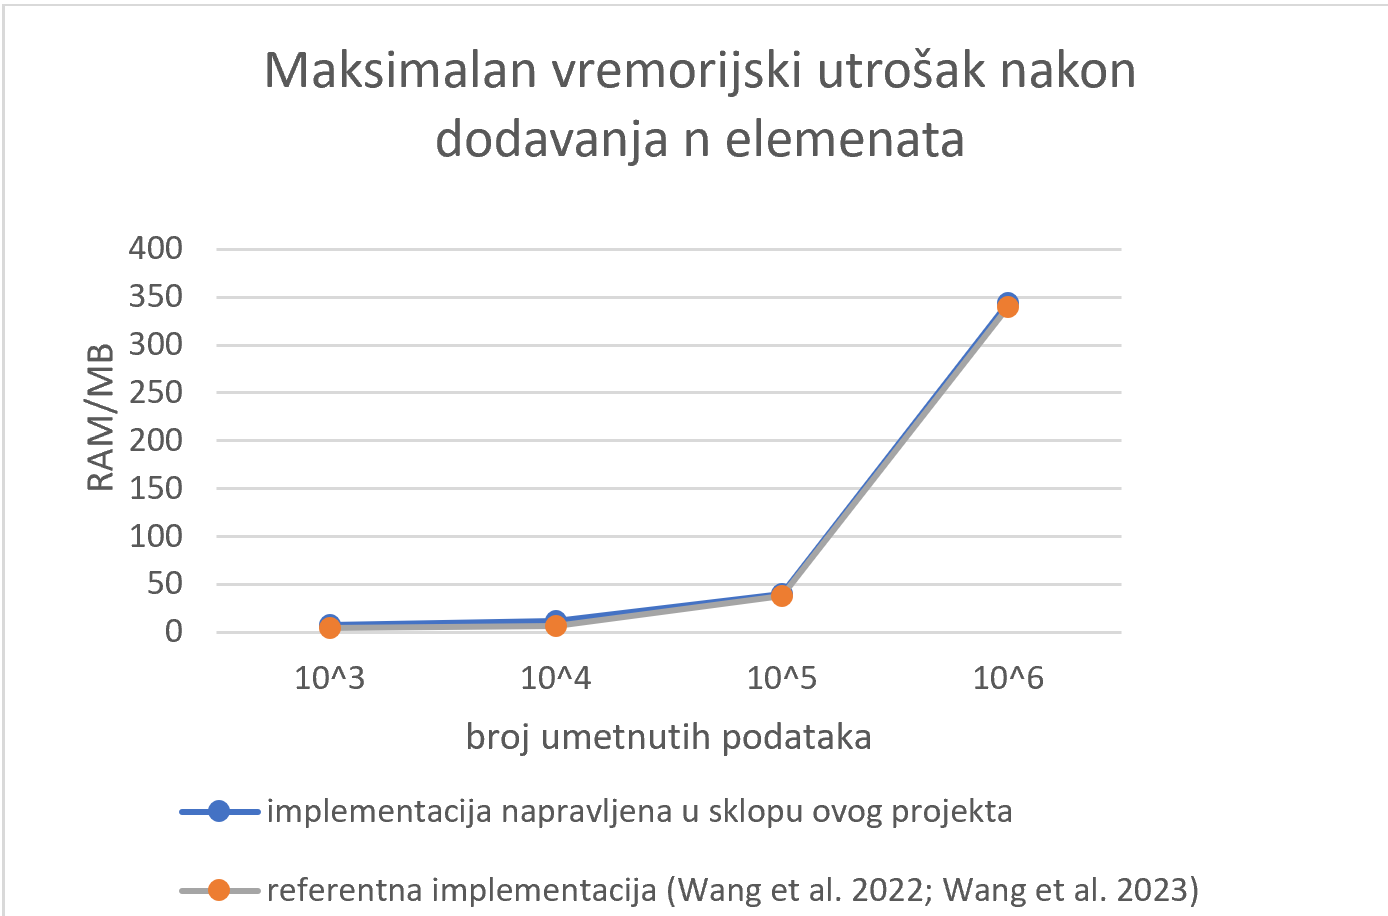 Maksimalan vremorijski utrošak nakon
dodavanja n elemenata
400
350
300
250
200
150
100
50
0
RAM/MB
10^3 10^4 10^5 10^6
broj umetnutih podataka
implementacija napravljena u sklopu ovog projekta
referentna implementacija (Wang et al. 2022; Wang et al. 2023)